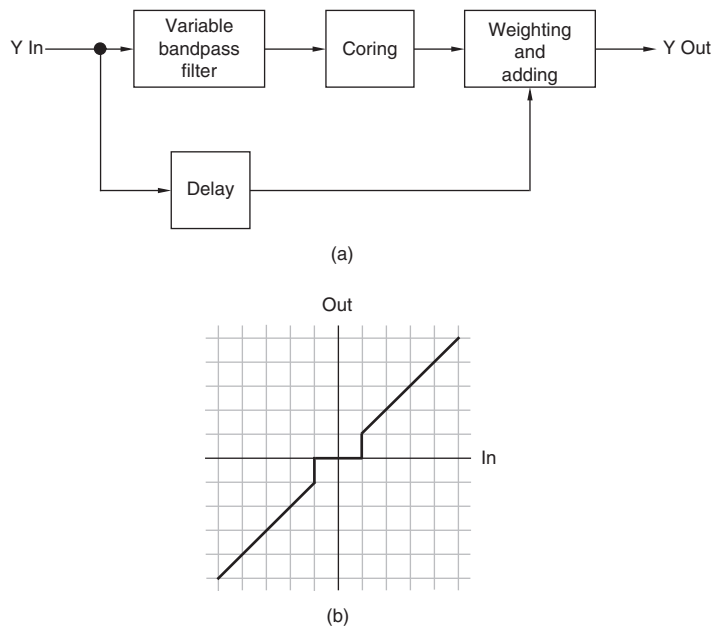 Y In
Variable
bandpass
filter
Coring
Weighting
and
adding
Y Out
Delay
(a)
Out
In
(b)